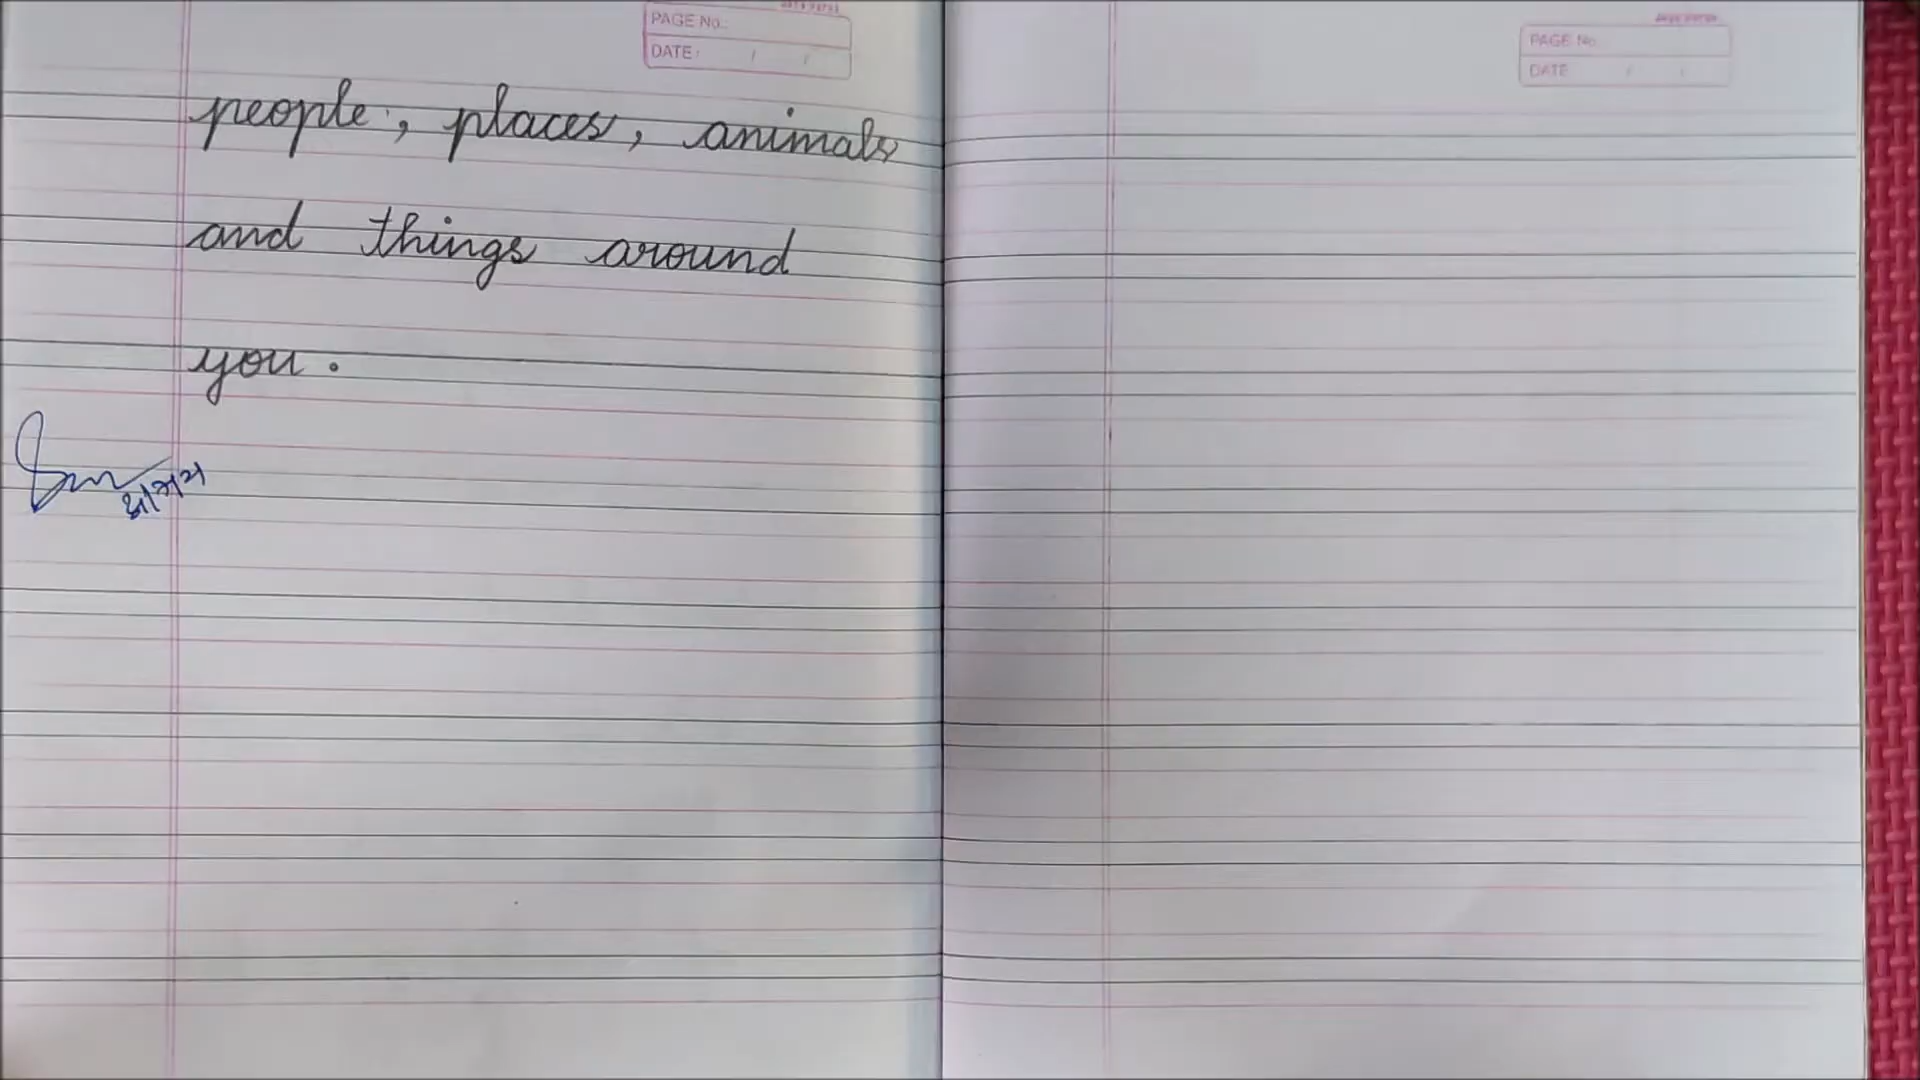 PAGE No.:
DATE: / /
people, places, animals
and things around
you.
PAGE No.
DATE / /